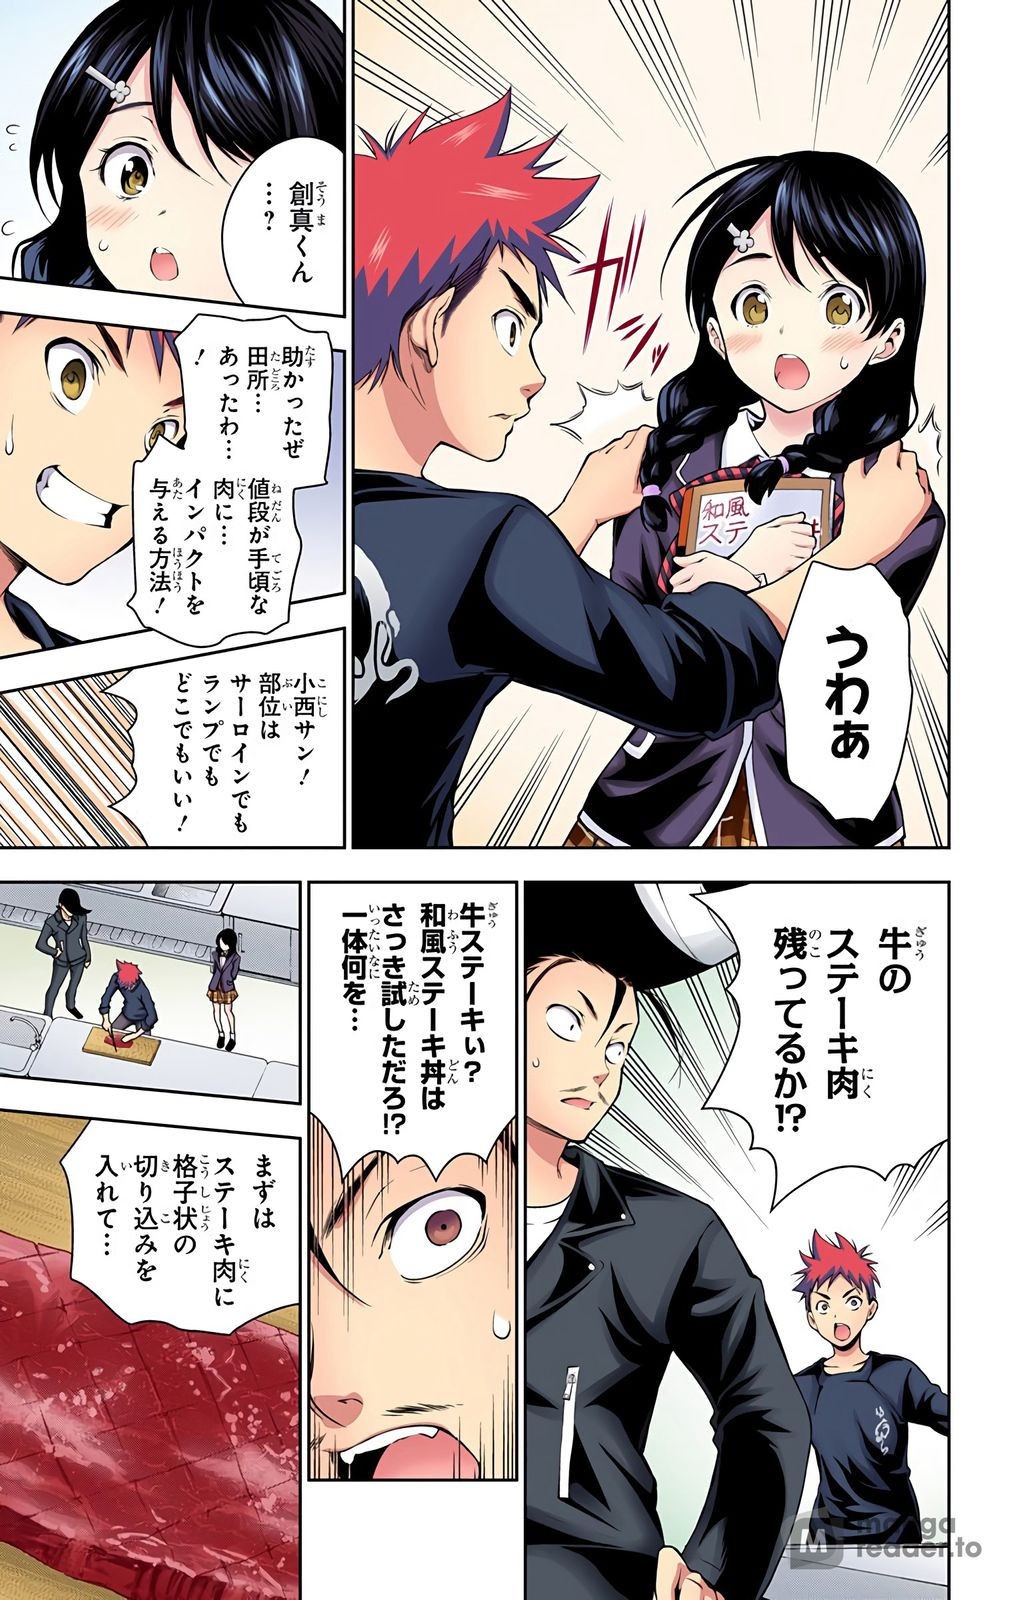 うわぁ
ガ
ッ
和風
ステ
丼
創真くん
…?
助かったぜ
田所…
あったわ…
!
値段が手頃な
肉に…
インパクトを
与える方法!
小西サン!
部位は
サーロインでも
ランプでも
どこでもいい!
牛の
ステーキ肉
残ってるか!?
牛ステーキぃ?
和風ステーキ丼は
さっき試しただろ!?
一体何を…
まずは
ステーキ肉に
格子状の
切り込みを
入れて…
manga
reader.to